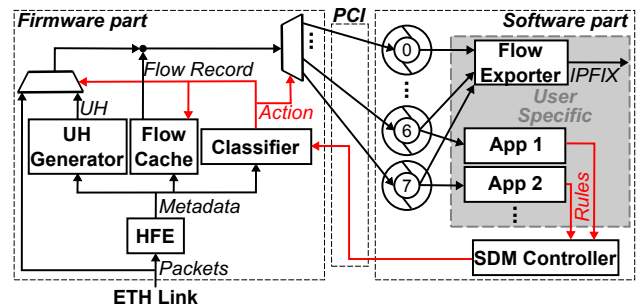 Firmware part
PCI
Software part
Flow Record
UH
Action
UH Generator
Flow Cache
Classifier
Metadata
HFE
Packets
ETH Link
0
6
7
Flow Exporter
IPFIX
User Specific
App 1
App 2
Rules
SDM Controller